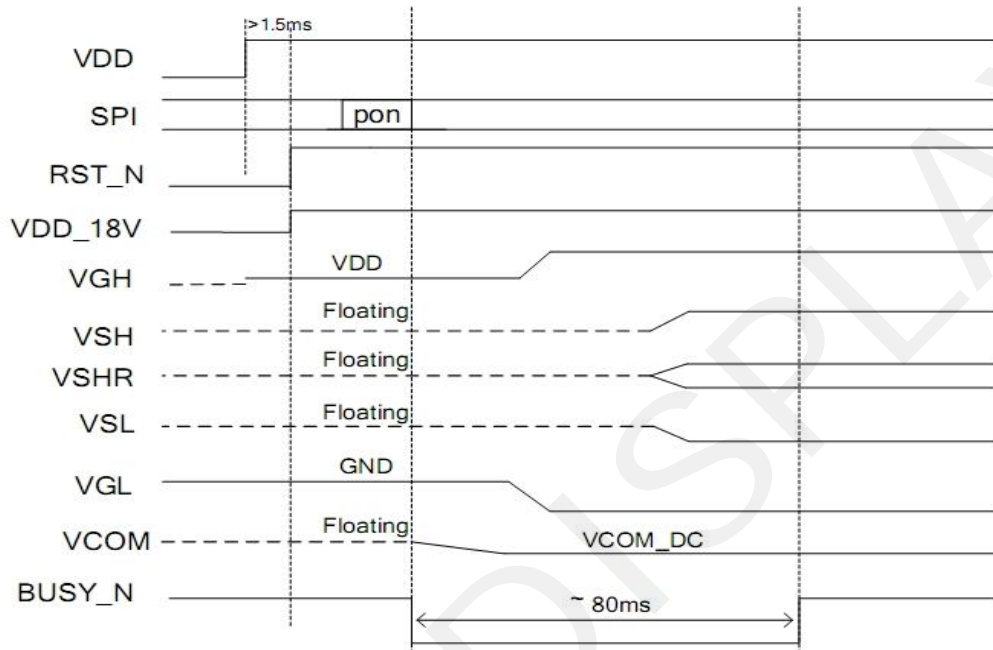 >1.5ms
VDD
SPI
pon
RST_N
VDD_18V
VGH
VDD
VSH
Floating
VSHR
Floating
VSL
Floating
VGL
GND
VCOM
Floating
VCOM_DC
BUSY_N
~ 80ms
DISPLA